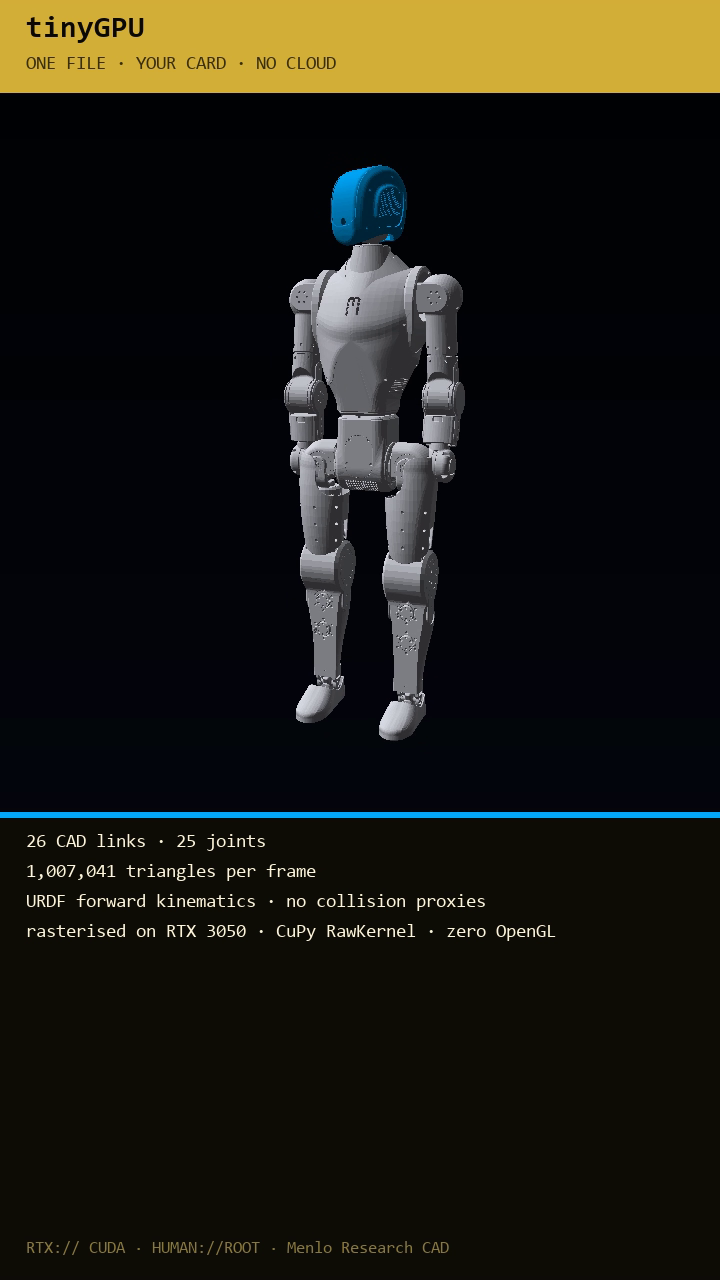 tinyGPU
ONE FILE · YOUR CARD · NO CLOUD
m
26 CAD links · 25 joints
1,007,041 triangles per frame
URDF forward kinematics · no collision proxies
rasterised on RTX 3050 · CuPy RawKernel · zero OpenGL
RTX:// CUDA · HUMAN://ROOT · Menlo Research CAD